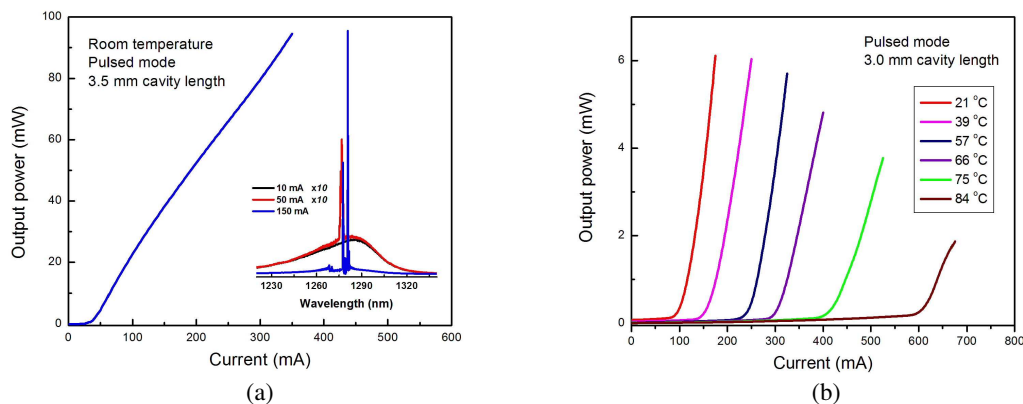 100
80
60
40
20
0
Output power (mW)
Room temperature
Pulsed mode
3.5 mm cavity length
10 mA x10
50 mA x10
150 mA
1230 1260 1290 1320
Wavelength (nm)
0 100 200 300 400 500 600
Current (mA)
(a)
6
4
2
0
Output power (mW)
Pulsed mode
3.0 mm cavity length
21 °C
39 °C
57 °C
66 °C
75 °C
84 °C
0 100 200 300 400 500 600 700 800
Current (mA)
(b)